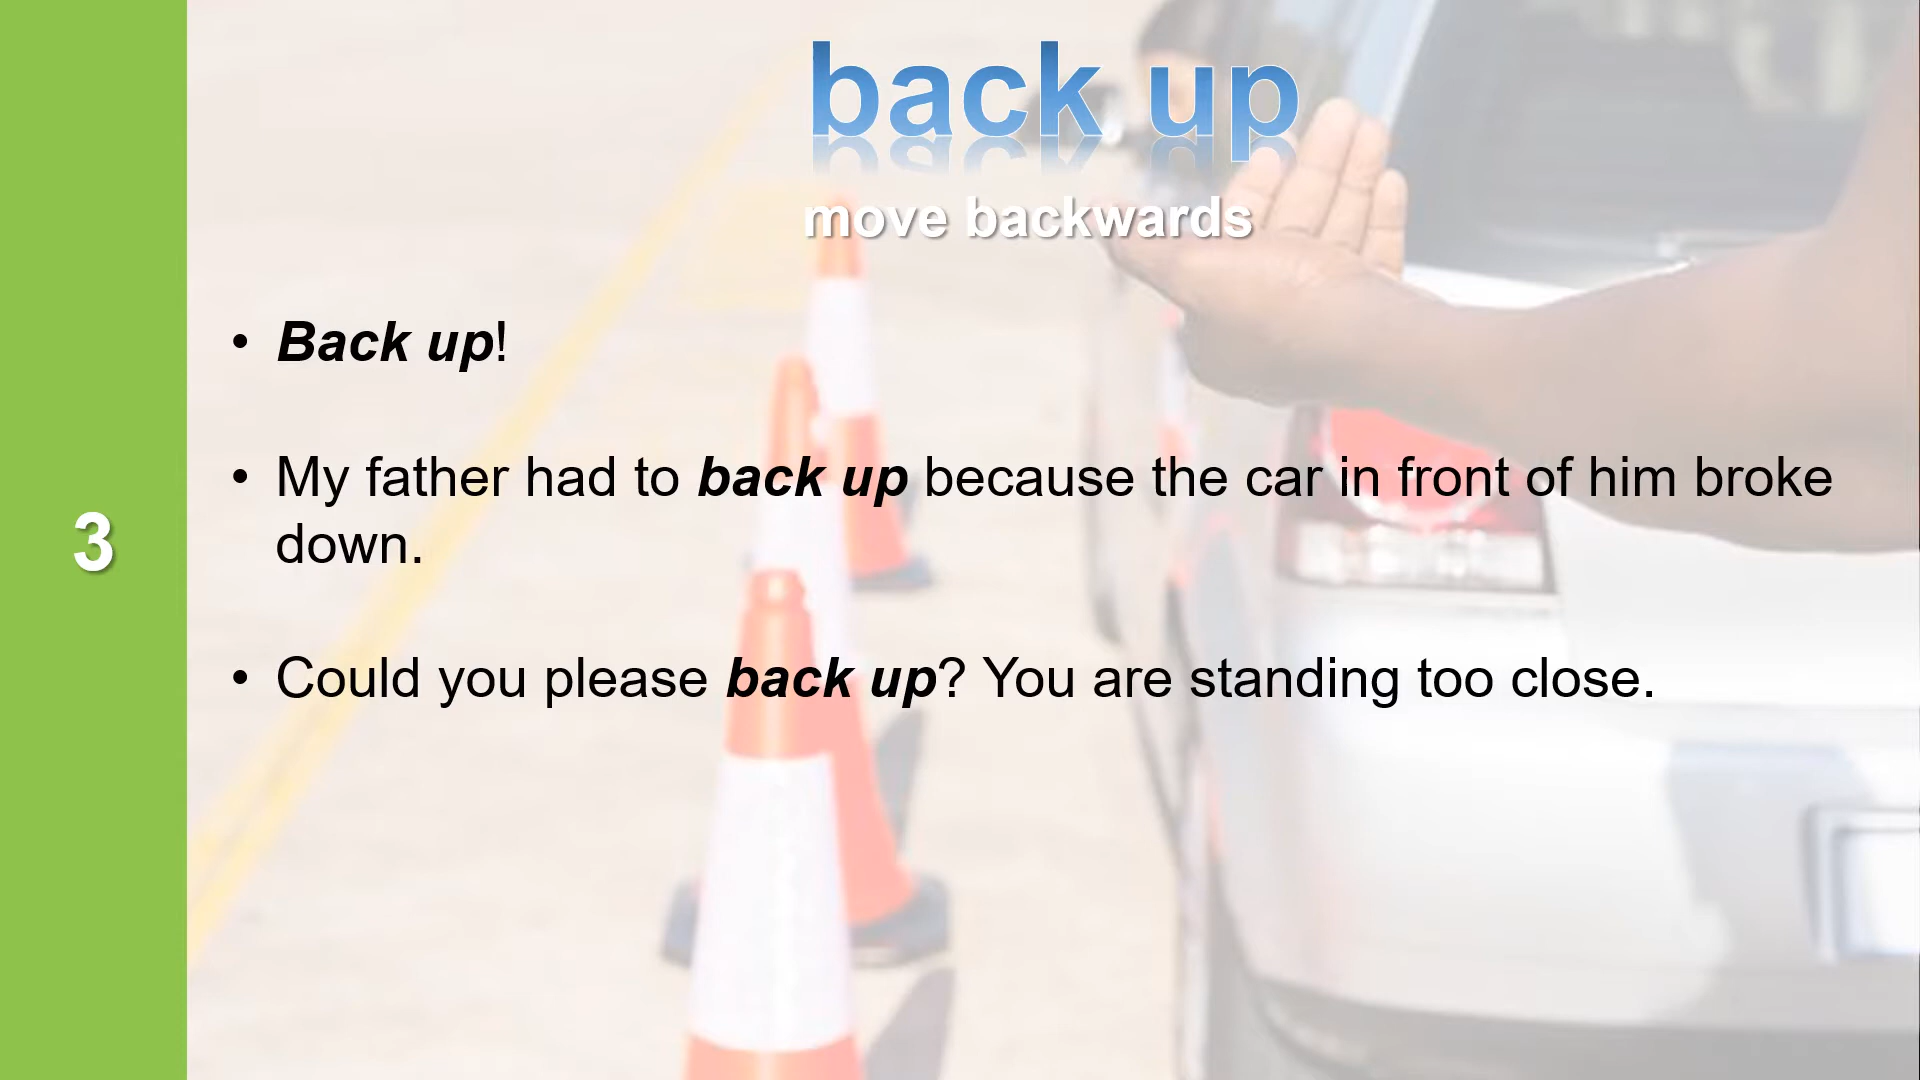 back up
move backwards
• Back up!
• My father had to back up because the car in front of him broke
down.
3
• Could you please back up? You are standing too close.